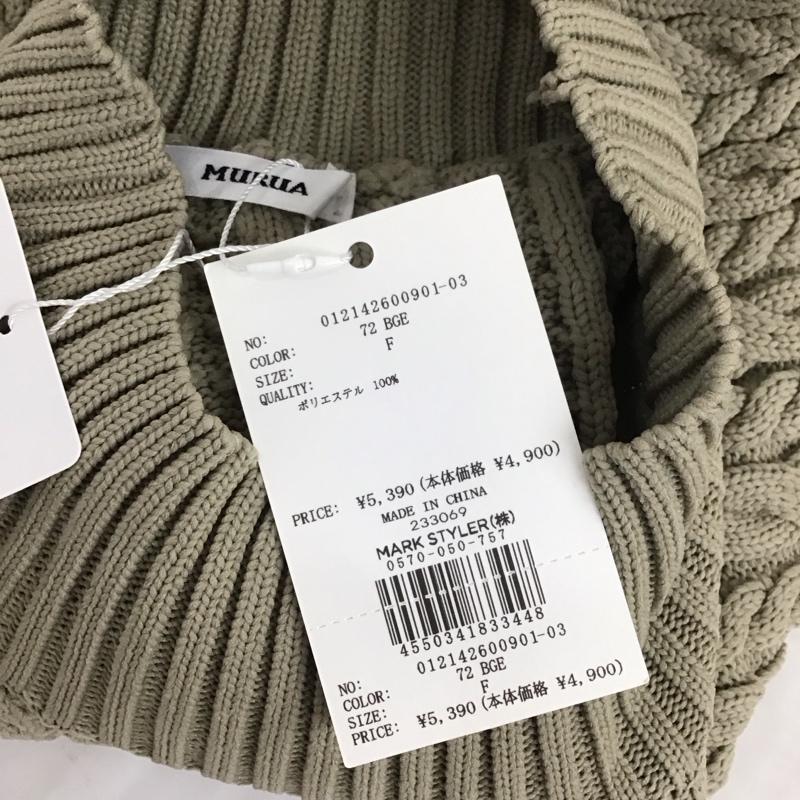 MURUA
NO: 012142600901-03
COLOR: 72 BGE
SIZE: F
QUALITY:
ポリエステル 100%
PRICE: ¥5,390(本体価格 ¥4,900)
MADE IN CHINA
233069
MARK STYLER(株)
0570-050-757
4550341833448
NO: 012142600901-03
COLOR: 72 BGE
SIZE: F
PRICE: ¥5,390(本体価格 ¥4,900)